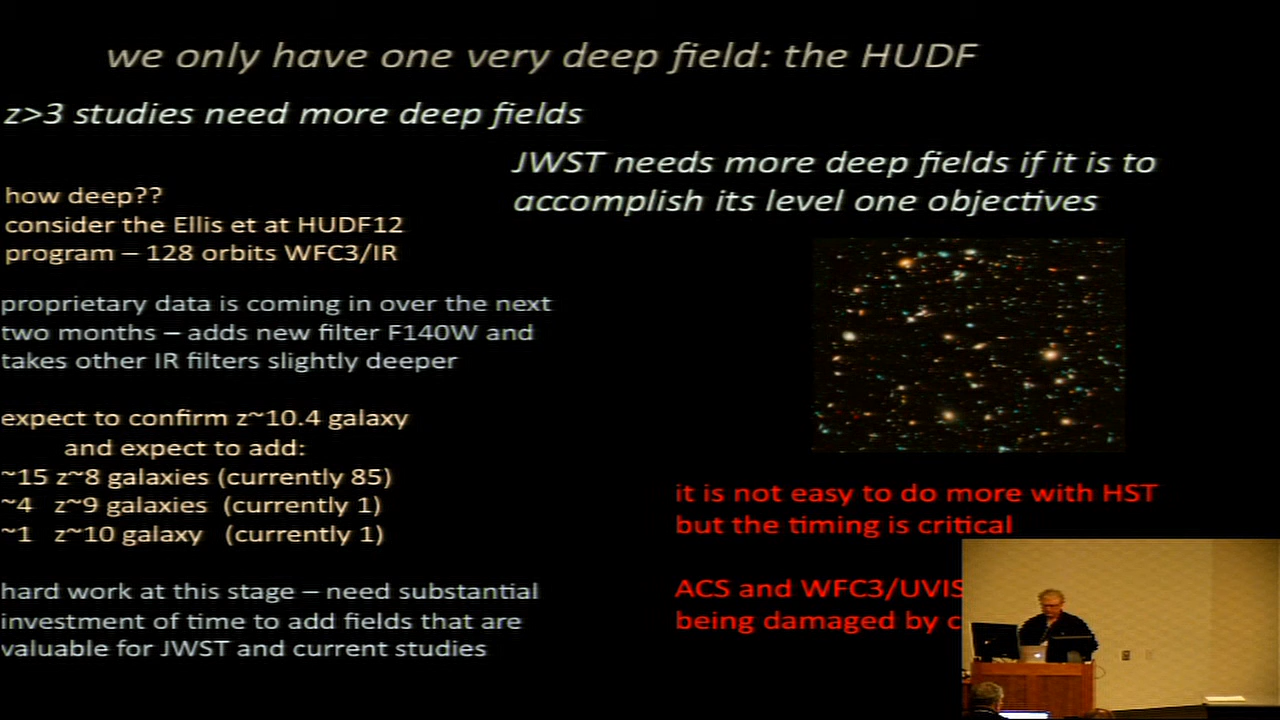 we only have one very deep field: the HUDF
z>3 studies need more deep fields
JWST needs more deep fields if it is to
accomplish its level one objectives
how deep??
consider the Ellis et at HUDF12
program – 128 orbits WFC3/IR
proprietary data is coming in over the next
two months – adds new filter F140W and
takes other IR filters slightly deeper
expect to confirm z~10.4 galaxy
and expect to add:
~15 z~8 galaxies (currently 85)
~4 z~9 galaxies (currently 1)
~1 z~10 galaxy (currently 1)
hard work at this stage – need substantial
investment of time to add fields that are
valuable for JWST and current studies
it is not easy to do more with HST
but the timing is critical
ACS and WFC3/UVIS
being damaged by c